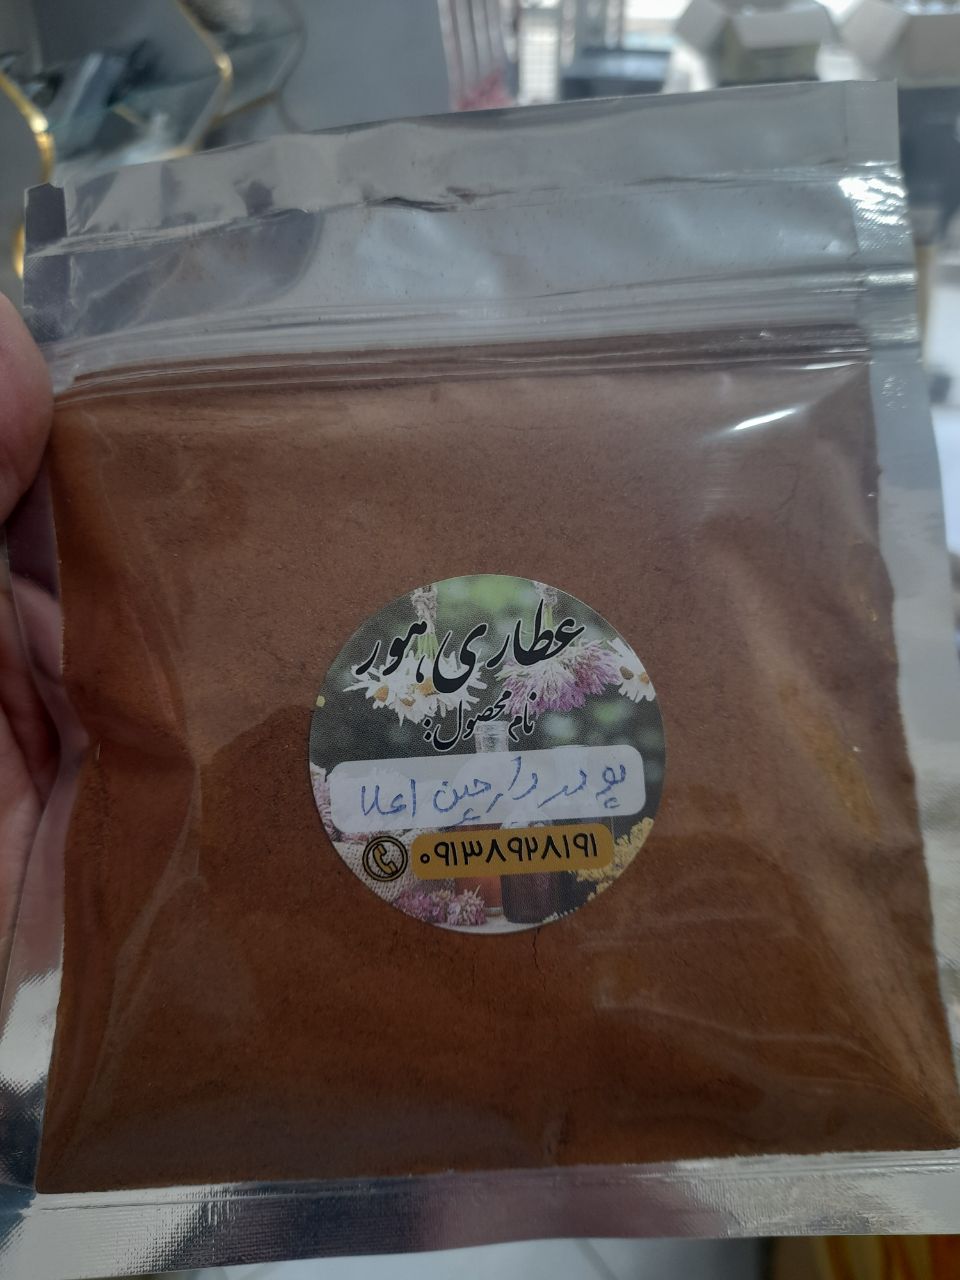 عطاری هور
نام محصول:
پودر دارچین اعلا
۰۹۱۳۸۹۲۸۱۹۱